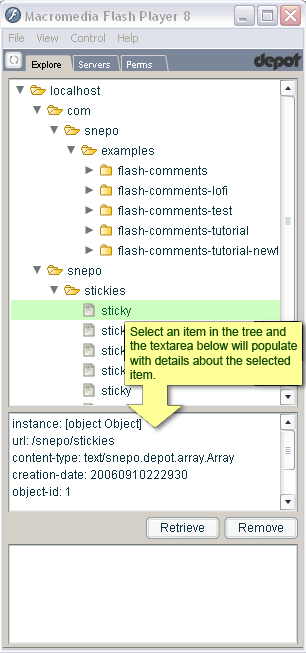 Macromedia Flash Player 8
File View Control Help
Explore Servers Perms depot
localhost
com
snepo
examples
flash-comments
flash-comments-lofi
flash-comments-test
flash-comments-tutorial
flash-comments-tutorial-newf
snepo
stickies
sticky
stick
stick
stick
sticky
Select an item in the tree and
the textarea below will populate
with details about the selected
item.
instance: [object Object]
url: /snepo/stickies
content-type: text/snepo.depot.array.Array
creation-date: 20060910222930
object-id: 1
Retrieve Remove